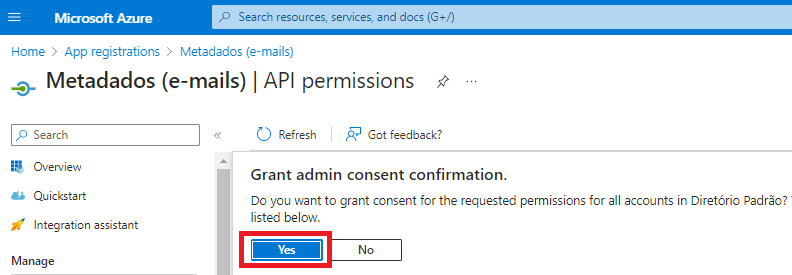 Microsoft Azure
Search resources, services, and docs (G+/)
Home > App registrations > Metadados (e-mails)
Metadados (e-mails) | API permissions
Search
Refresh
Got feedback?
Overview
Quickstart
Integration assistant
Manage
Grant admin consent confirmation.
Do you want to grant consent for the requested permissions for all accounts in Diretório Padrão?
listed below.
Yes
No